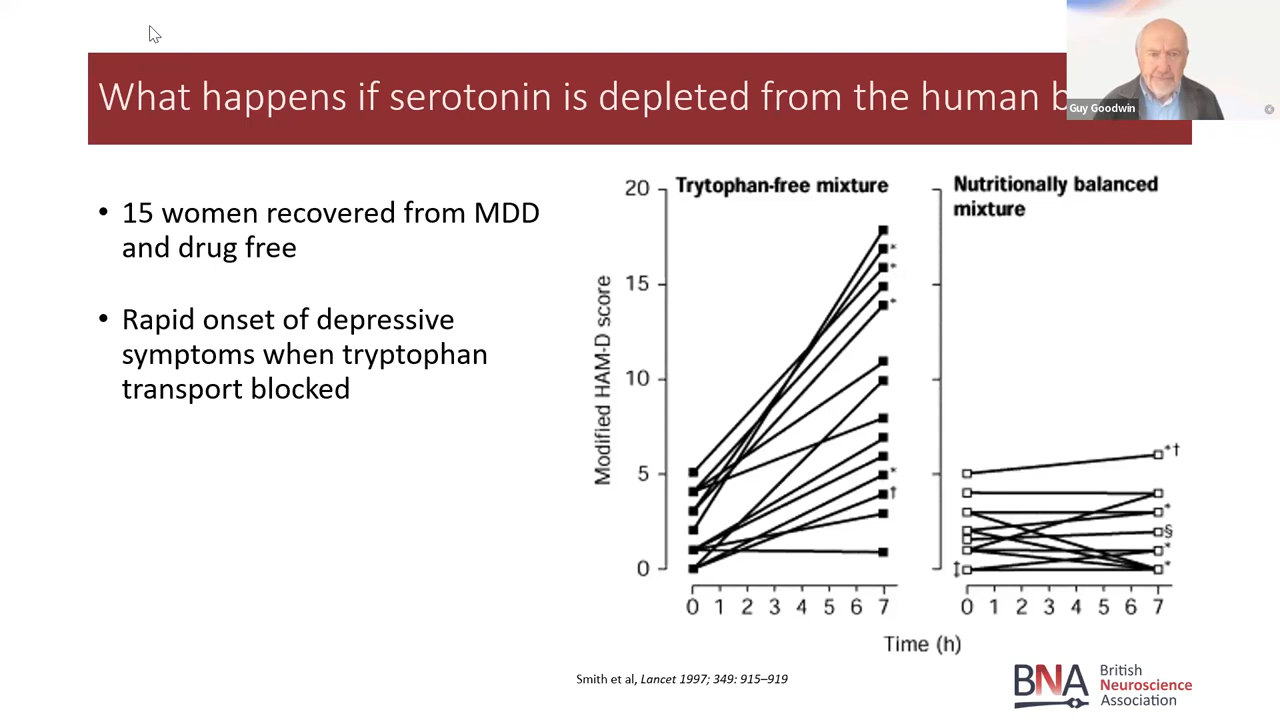 What happens if serotonin is depleted from the human b
Guy Goodwin
• 15 women recovered from MDD
and drug free
• Rapid onset of depressive
symptoms when tryptophan
transport blocked
Modified HAM-D score
20
15
10
5
0
Trytophan-free mixture
*
*
*
*
†
0 1 2 3 4 5 6 7
Nutritionally balanced
mixture
*†
*
§
*
*
‡
0 1 2 3 4 5 6 7
Time (h)
Smith et al, Lancet 1997; 349: 915–919
BNA
British
Neuroscience
Association